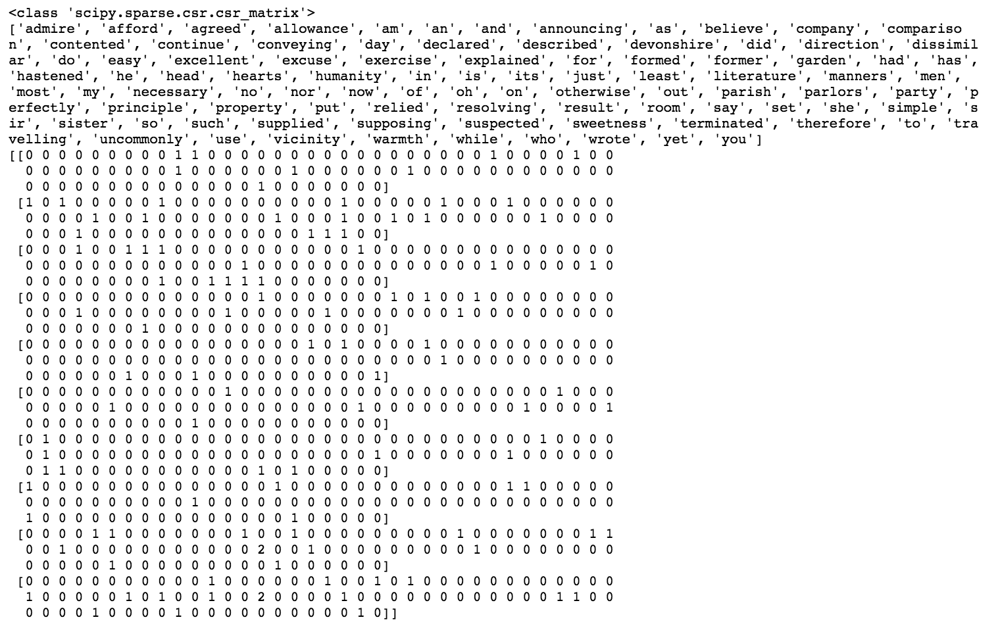 <class 'scipy.sparse.csr.csr_matrix'>
['admire', 'afford', 'agreed', 'allowance', 'am', 'an', 'and', 'announcing', 'as', 'believe', 'company', 'compariso
n', 'contented', 'continue', 'conveying', 'day', 'declared', 'described', 'devonshire', 'did', 'direction', 'dissimil
ar', 'do', 'easy', 'excellent', 'excuse', 'exercise', 'explained', 'for', 'formed', 'former', 'garden', 'had', 'has',
'hastened', 'he', 'head', 'hearts', 'humanity', 'in', 'is', 'its', 'just', 'least', 'literature', 'manners', 'men',
'most', 'my', 'necessary', 'no', 'nor', 'now', 'of', 'oh', 'on', 'otherwise', 'out', 'parish', 'parlors', 'party', 'p
erfectly', 'principle', 'property', 'put', 'relied', 'resolving', 'result', 'room', 'say', 'set', 'she', 'simple', 's
ir', 'sister', 'so', 'such', 'supplied', 'supposing', 'suspected', 'sweetness', 'terminated', 'therefore', 'to', 'tra
velling', 'uncommonly', 'use', 'vicinity', 'warmth', 'while', 'who', 'wrote', 'yet', 'you']
[[0 0 0 0 0 0 0 0 0 1 1 0 0 0 0 0 0 0 0 0 0 0 0 0 0 0 0 0 1 0 0 0 0 1 0 0
0 0 0 0 0 0 0 0 0 1 0 0 0 0 0 0 1 0 0 0 0 0 0 1 0 0 0 0 0 0 0 0 0 0 0 0
0 0 0 0 0 0 0 0 0 0 0 0 0 0 1 0 0 0 0 0 0 0]
[1 0 1 0 0 0 0 0 1 0 0 0 0 0 0 0 0 0 0 1 0 0 0 0 0 1 0 0 0 1 0 0 0 0 0 0
0 0 0 0 1 0 0 1 0 0 0 0 0 0 0 1 0 0 0 1 0 0 1 0 1 0 0 0 0 0 0 1 0 0 0 0
0 0 0 1 0 0 0 0 0 0 0 0 0 0 0 0 0 1 1 1 0 0]
[0 0 0 1 0 0 1 1 1 0 0 0 0 0 0 0 0 0 0 0 1 0 0 0 0 0 0 0 0 0 0 0 0 0 0 0
0 0 0 0 0 0 0 0 0 0 0 0 0 1 0 0 0 0 0 0 0 0 0 0 0 0 0 0 1 0 0 0 0 0 1 0
0 0 0 0 0 0 0 0 1 0 0 1 1 1 1 0 0 0 0 0 0 0]
[0 0 0 0 0 0 0 0 0 0 0 0 0 0 1 0 0 0 0 0 0 0 1 0 1 0 0 1 0 0 0 0 0 0 0 0
0 0 0 1 0 0 0 0 0 0 0 0 1 0 0 0 0 0 1 0 0 0 0 0 0 0 1 0 0 0 0 0 0 0 0 0
0 0 0 0 0 0 0 1 0 0 0 0 0 0 0 0 0 0 0 0 0 0]
[0 0 0 0 0 0 0 0 0 0 0 0 0 0 0 0 0 1 0 1 0 0 0 0 1 0 0 0 0 0 0 0 0 0 0 0
0 0 0 0 0 0 0 0 0 0 0 0 0 0 0 0 0 0 0 0 0 0 0 0 0 1 0 0 0 0 0 0 0 0 0 0
0 0 0 0 0 0 1 0 0 0 1 0 0 0 0 0 0 0 0 0 0 1]
[0 0 0 0 0 0 0 0 0 0 0 0 1 0 0 0 0 0 0 0 0 0 0 0 0 0 0 0 0 0 0 0 1 0 0 0
0 0 0 0 0 1 0 0 0 0 0 0 0 0 0 0 0 0 0 0 1 0 0 0 0 0 0 0 0 0 1 0 0 0 0 1
0 0 0 0 0 0 0 0 0 0 1 0 0 0 0 0 0 0 0 0 0 0]
[0 1 0 0 0 0 0 0 0 0 0 0 0 0 0 0 0 0 0 0 0 0 0 0 0 0 0 0 0 0 0 1 0 0 0 0
0 1 0 0 0 0 0 0 0 0 0 0 0 0 0 0 0 0 0 0 0 1 0 0 0 0 0 0 0 1 0 0 0 0 0 0
0 1 1 0 0 0 0 0 0 0 0 0 0 0 1 0 1 0 0 0 0 0]
[1 0 0 0 0 0 0 0 0 0 0 0 0 0 0 1 0 0 0 0 0 0 0 0 0 0 0 0 0 1 1 0 0 0 0 0
0 0 0 0 0 0 0 0 0 0 1 0 0 0 0 0 0 0 0 0 0 0 0 0 0 0 0 0 0 0 0 0 0 0 0 0
1 0 0 0 0 0 0 0 0 0 0 0 0 0 0 0 1 0 0 0 0 0]
[0 0 0 0 1 1 0 0 0 0 0 0 0 1 0 0 1 0 0 0 0 0 0 0 0 0 1 0 0 0 0 0 0 0 1 1
0 0 1 0 0 0 0 0 0 0 0 0 0 0 2 0 0 1 0 0 0 0 0 0 0 0 0 1 0 0 0 0 0 0 0 0
0 0 0 0 0 1 0 0 0 0 0 0 0 0 0 1 0 0 0 0 0 0]
[0 0 0 0 0 0 0 0 0 0 0 1 0 0 0 0 0 0 1 0 0 1 0 1 0 0 0 0 0 0 0 0 0 0 0 0
1 0 0 0 0 0 1 0 1 0 0 1 0 0 2 0 0 0 0 1 0 0 0 0 0 0 0 0 0 0 0 0 1 1 0 0
0 0 0 0 1 0 0 0 0 1 0 0 0 0 0 0 0 0 0 0 1 0]]